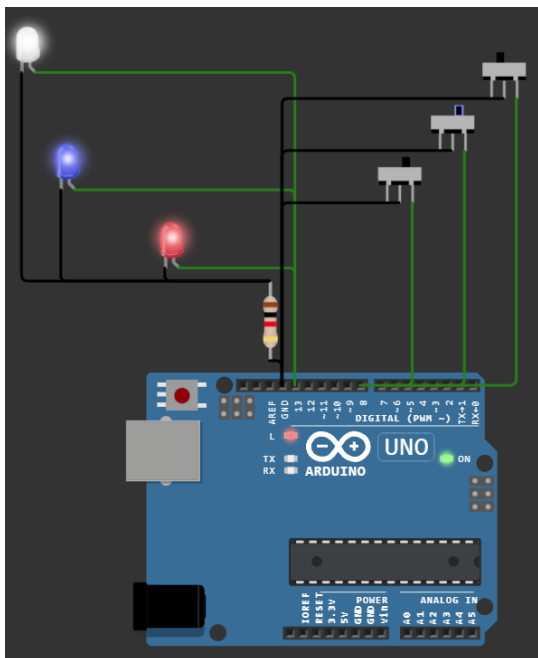 AREF
GND
13
12
~11
~10
~9
8
7
~6
~5
4
~3
2
TX→1
RX←0
DIGITAL (PWM ~)
L
UNO
TX
RX
ARDUINO
ON
IOREF
RESET
3.3V
5V
GND
GND
Vin
POWER
ANALOG IN
A0
A1
A2
A3
A4
A5